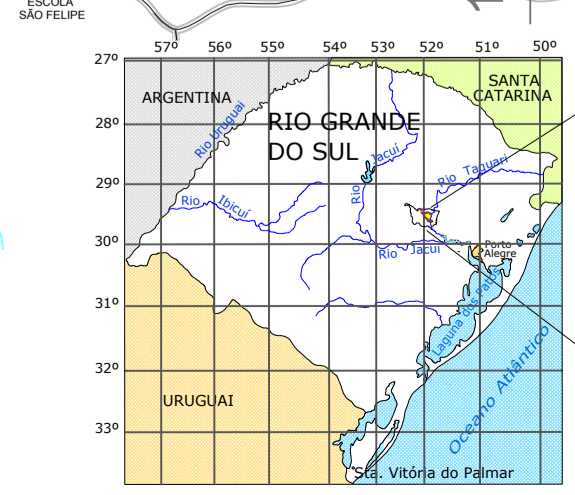 ESCOLA
SÃO FELIPE
57º 56º 55º 54º 53º 52º 51º 50º
27º
ARGENTINA
SANTA
CATARINA
RIO GRANDE
DO SUL
28º
Rio Uruguai
Rio Jacuí
Rio Taquari
29º
Rio Ibicuí
30º
Rio Jacuí
Porto
Alegre
31º
Laguna dos Patos
32º
Oceano Atlântico
URUGUAI
33º
Sta. Vitória do Palmar